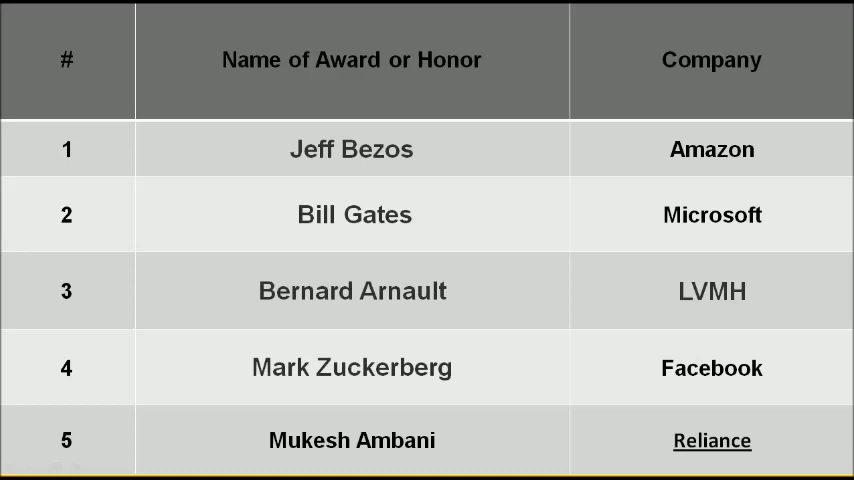 # Name of Award or Honor Company
1 Jeff Bezos Amazon
2 Bill Gates Microsoft
3 Bernard Arnault LVMH
4 Mark Zuckerberg Facebook
5 Mukesh Ambani Reliance